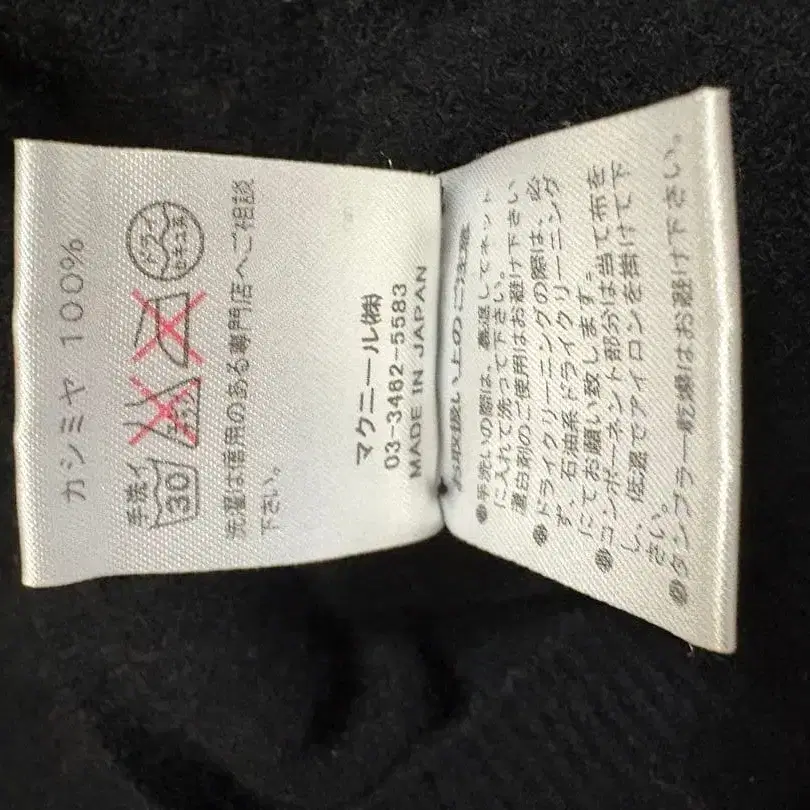 カシミヤ 100%
手洗イ
30
ドライ
セキユ系
洗濯は信用のある専門店へご相談
下さい。
マクニール(株)
03-3462-5583
MADE IN JAPAN
お取扱い上のご注意
●手洗いの際は、裏返してネット
に入れて洗って下さい。
漂白剤のご使用はお避け下さい
●ドライクリーニングの際は、必
ず、石油系ドライクリーニング
にてお願い致します。
●コンポーネント部分は当て布を
し、低温でアイロンを掛けて下
さい。
●タンブラー乾燥はお避け下さい。